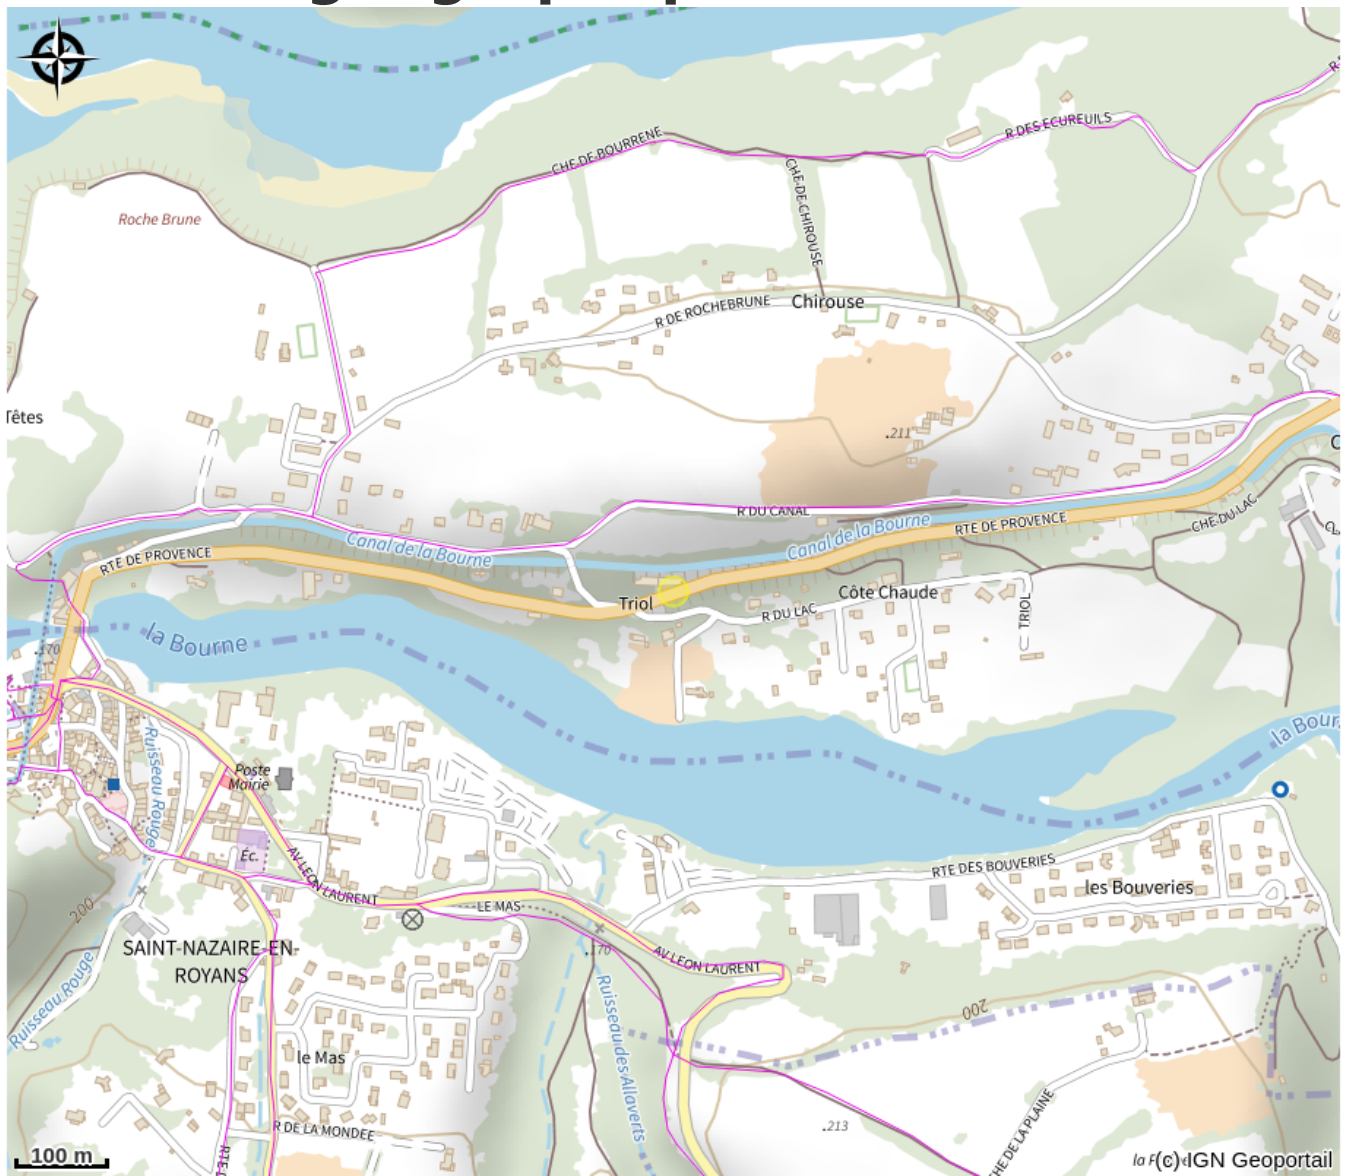 CHE DE BOURRENE
R DES ECUREUILS
CHE DE CHIROUSE
Roche Brune
R DE ROCHEBRUNE
Chirouse
Têtes
.211
R DU CANAL
Canal de la Bourne
Canal de la Bourne
RTE DE PROVENCE
RTE DE PROVENCE
CHE DU LAC
Triol
Côte Chaude
R DU LAC
TRIOL
la Bourne
.170
la Bour
Ruisseau Rouge
Poste
Mairie
Éc.
AV LEON LAURENT
LE MAS
RTE DES BOUVERIES
les Bouveries
200
SAINT-NAZAIRE-EN-
ROYANS
.170
AV LEON LAURENT
Ruisseau Rouge
Ruisseau des Allaverts
200
le Mas
R DE LA MONDEE
.213
HE DE LA PLAINE
100 m
(c) IGN Geoportail